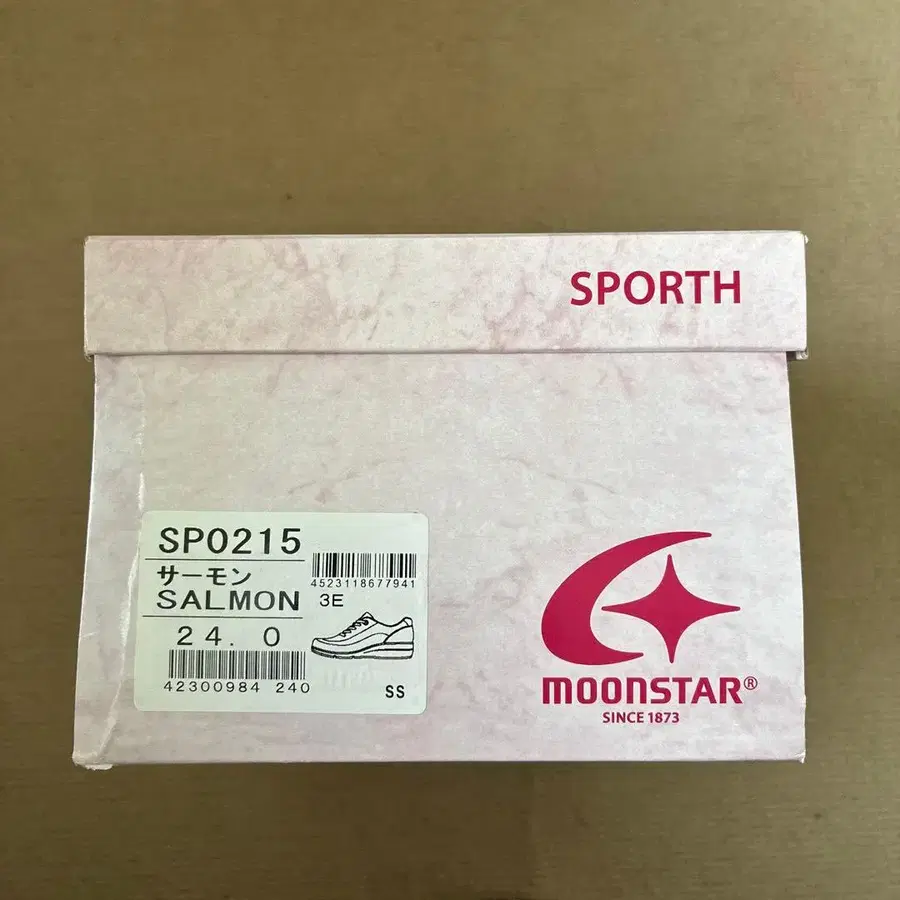 SPORTH
SP0215
サーモン
SALMON
24.0
42300984 240
4523118677941
3E
SS
MOONSTAR®
SINCE 1873